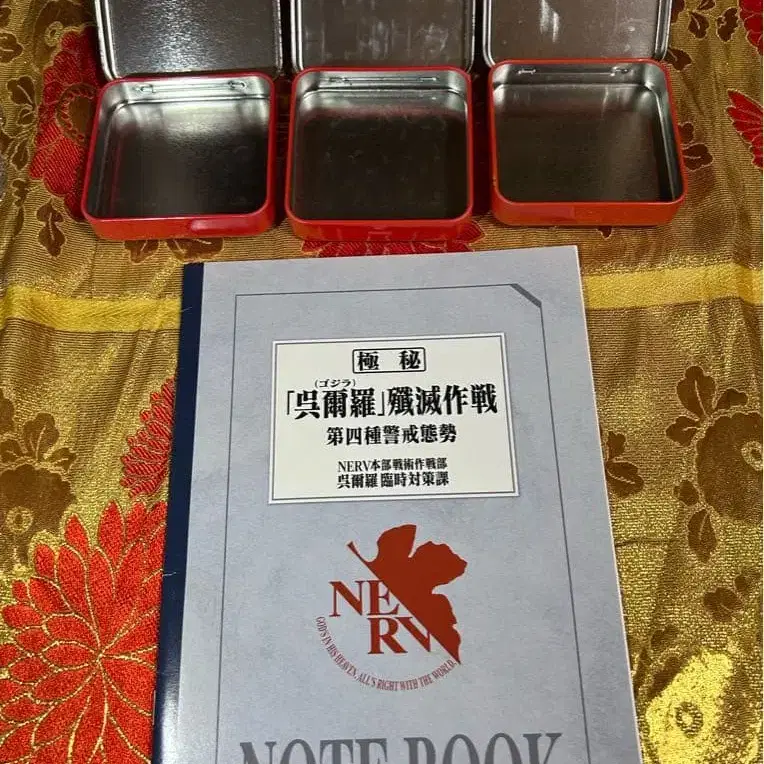 極秘
(ゴジラ)
「呉爾羅」殲滅作戦
第四種警戒態勢
NERV本部戦術作戦部
呉爾羅臨時対策課
NERV
GOD'S IN HIS HEAVEN, ALL'S RIGHT WITH THE WORLD.
NOTE BOOK